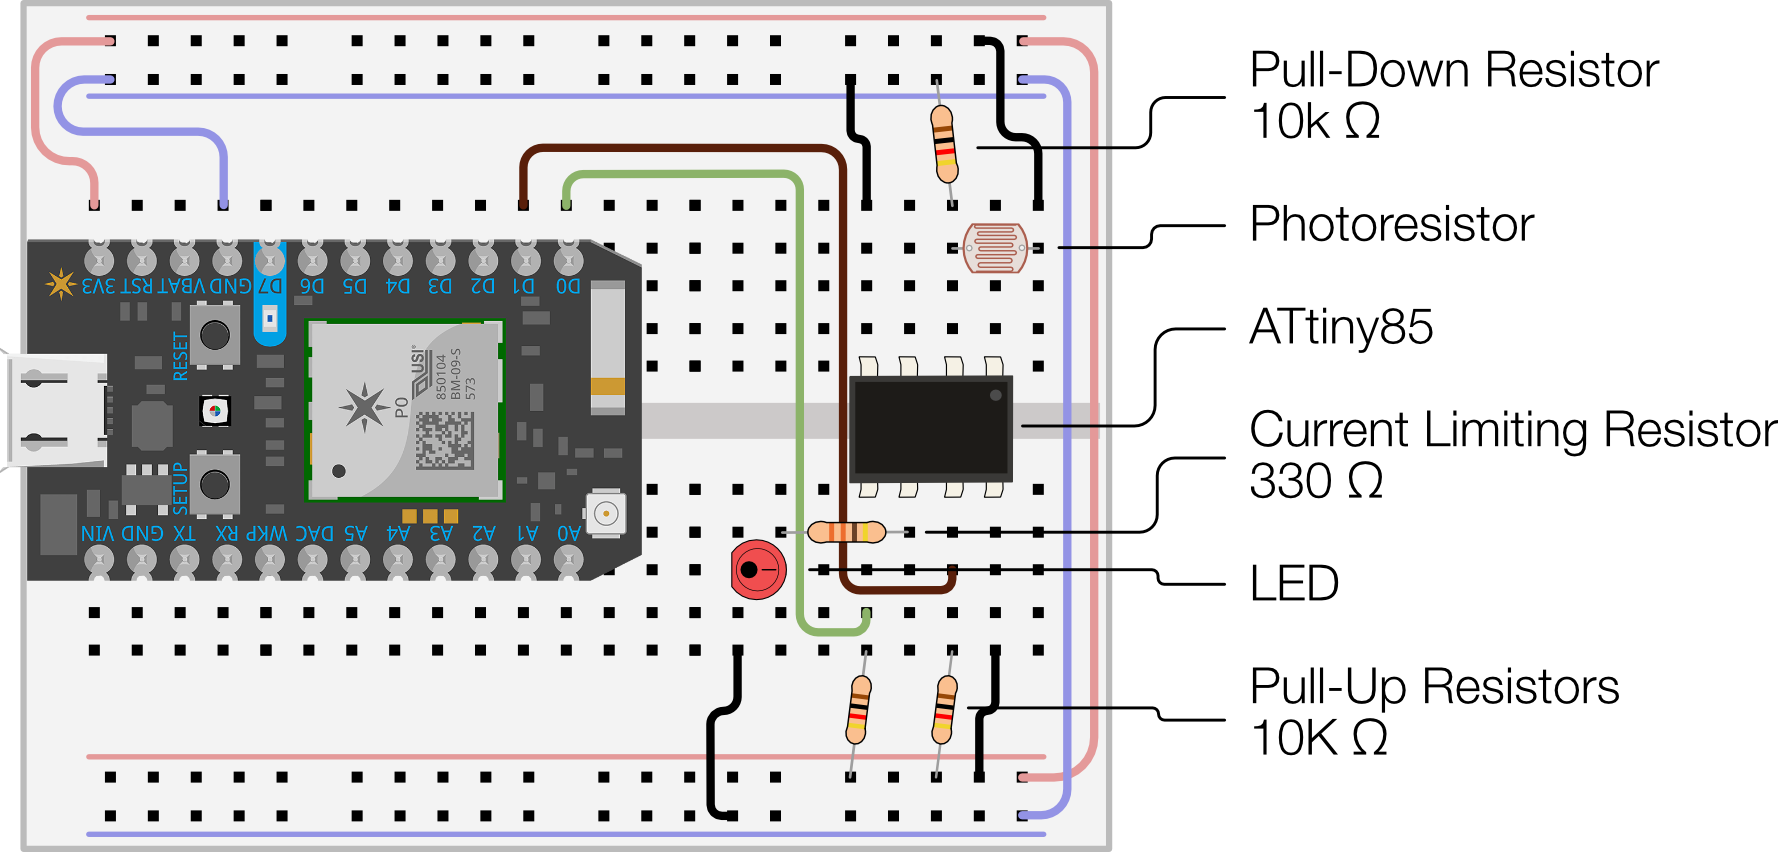 Pull-Down Resistor
10k Ω
Photoresistor
ATtiny85
Current Limiting Resistor
330 Ω
LED
Pull-Up Resistors
10K Ω
3V3 RST VBAT GND D7 D6 D5 D4 D3 D2 D1 D0
RESET
P0
USI
850104
BM-09-S
573
SETUP
VIN GND TX RX WKP DAC A5 A4 A3 A2 A1 A0